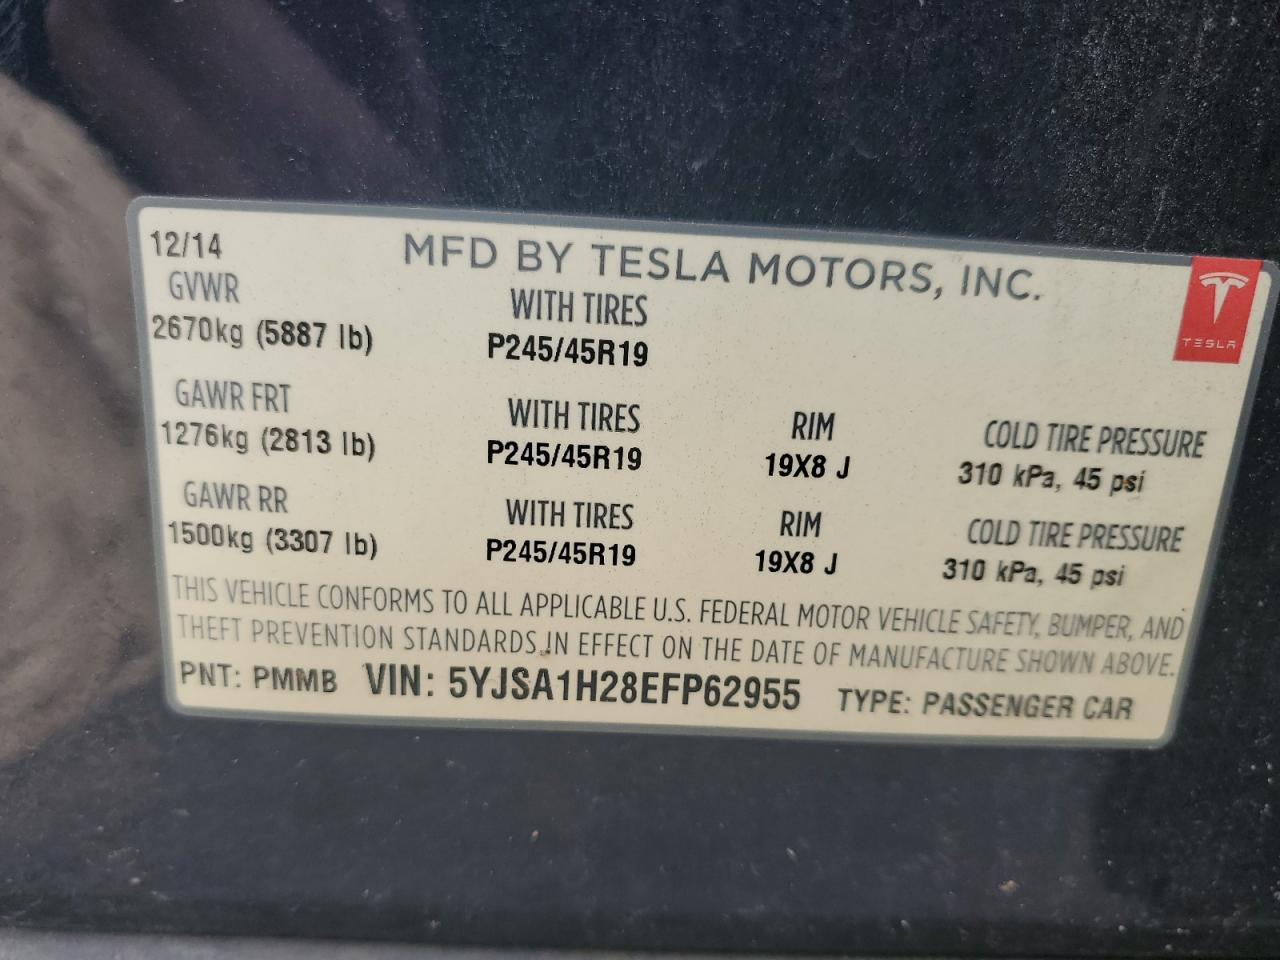 12/14 MFD BY TESLA MOTORS, INC.
TESLA
GVWR WITH TIRES
2670kg (5887 lb) P245/45R19
GAWR FRT WITH TIRES RIM COLD TIRE PRESSURE
1276kg (2813 lb) P245/45R19 19X8 J 310 kPa, 45 psi
GAWR RR WITH TIRES RIM COLD TIRE PRESSURE
1500kg (3307 lb) P245/45R19 19X8 J 310 kPa, 45 psi
THIS VEHICLE CONFORMS TO ALL APPLICABLE U.S. FEDERAL MOTOR VEHICLE SAFETY, BUMPER, AND
THEFT PREVENTION STANDARDS IN EFFECT ON THE DATE OF MANUFACTURE SHOWN ABOVE.
PNT: PMMB VIN: 5YJSA1H28EFP62955 TYPE: PASSENGER CAR